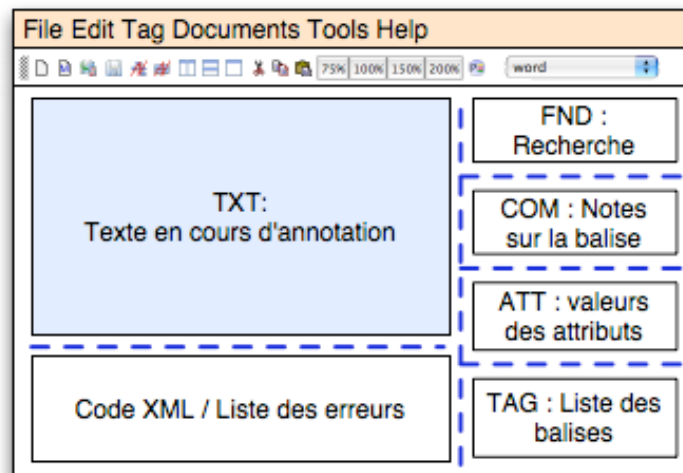 File Edit Tag Documents Tools Help
75% 100% 150% 200% word
TXT:
Texte en cours d'annotation
Code XML / Liste des erreurs
FND :
Recherche
COM : Notes
sur la balise
ATT : valeurs
des attributs
TAG : Liste des
balises